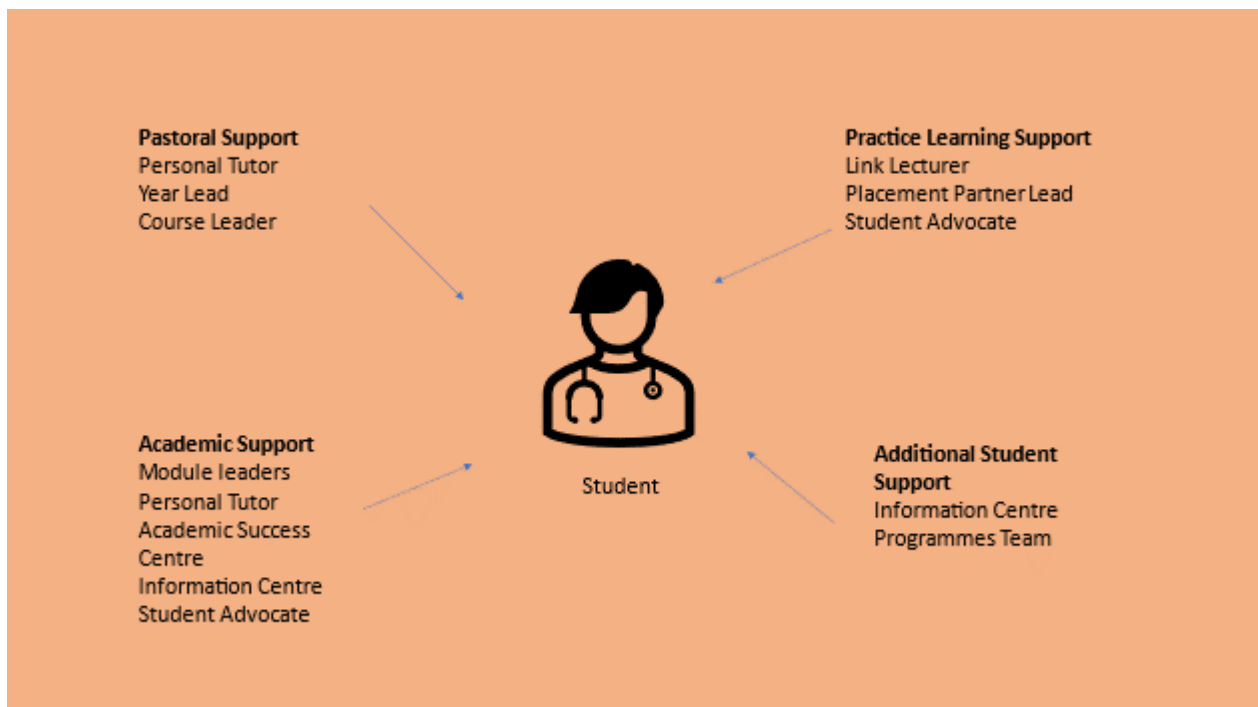 Pastoral Support
Personal Tutor
Year Lead
Course Leader
Practice Learning Support
Link Lecturer
Placement Partner Lead
Student Advocate
Academic Support
Module leaders
Personal Tutor
Academic Success
Centre
Information Centre
Student Advocate
Student
Additional Student
Support
Information Centre
Programmes Team